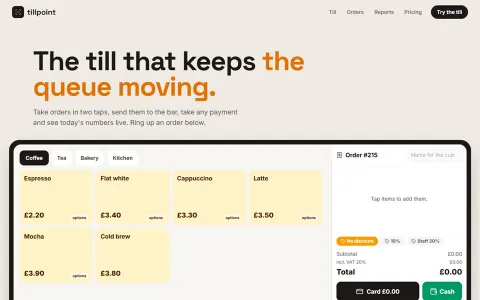 tillpoint
Till
Orders
Reports
Pricing
Try the till
The till that keeps the
queue moving.
Take orders in two taps, send them to the bar, take any payment
and see today's numbers live. Ring up an order below.
Coffee
Tea
Bakery
Kitchen
Order #215
Name for the cup
Espresso
£2.20
options
Flat white
£3.40
options
Cappuccino
£3.30
options
Latte
£3.50
options
Mocha
£3.90
options
Cold brew
£3.80
Tap items to add them.
No discount
10%
Staff 20%
Subtotal
£0.00
incl. VAT 20%
£0.00
Total
£0.00
Card £0.00
Cash